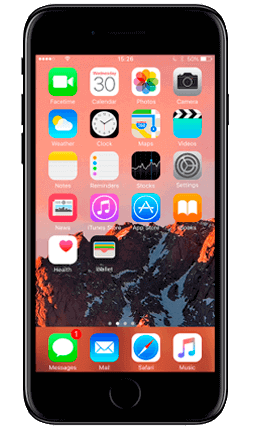 15:26 50%
Wednesday
30
Facetime Calendar Photos Camera
Weather Clock Maps Videos
Notes Reminders Stocks Settings
News iTunes Store App Store iBooks
Health Wallet
1
Messages Mail Safari Music